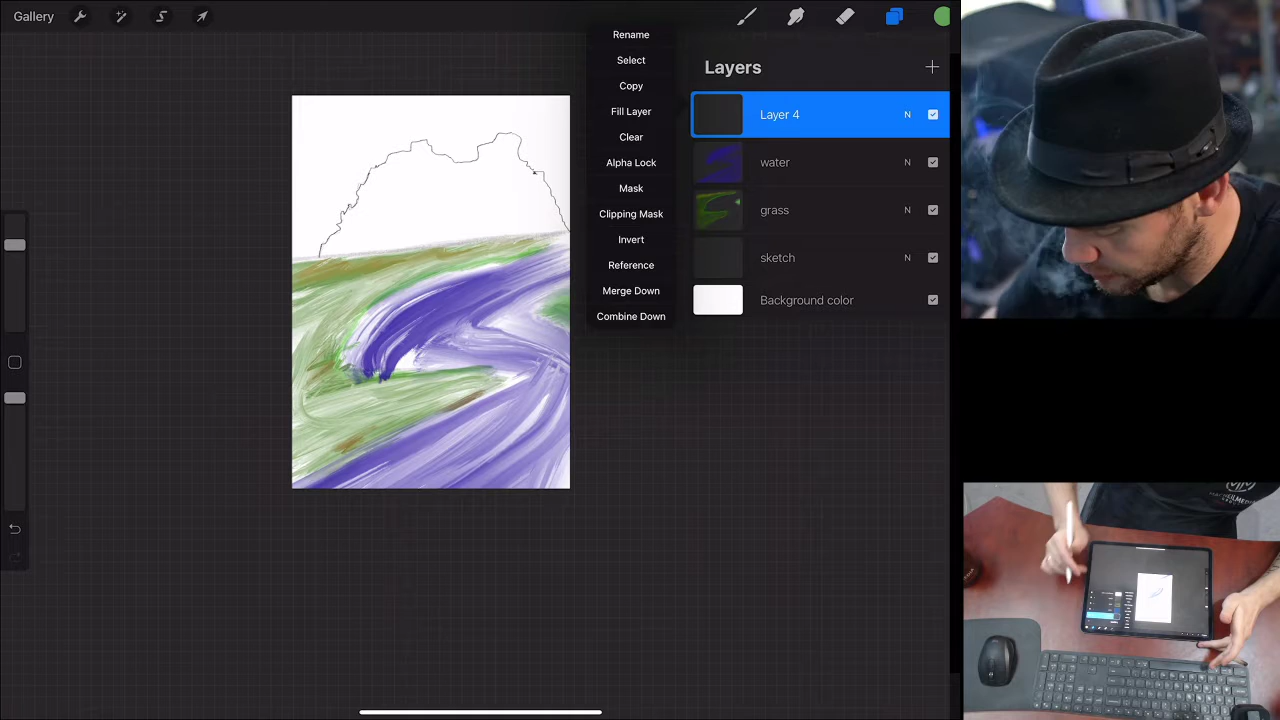 Gallery
Rename
Select
Copy
Fill Layer
Clear
Alpha Lock
Mask
Clipping Mask
Invert
Reference
Merge Down
Combine Down
Layers
Layer 4 N
water N
grass N
sketch N
Background color